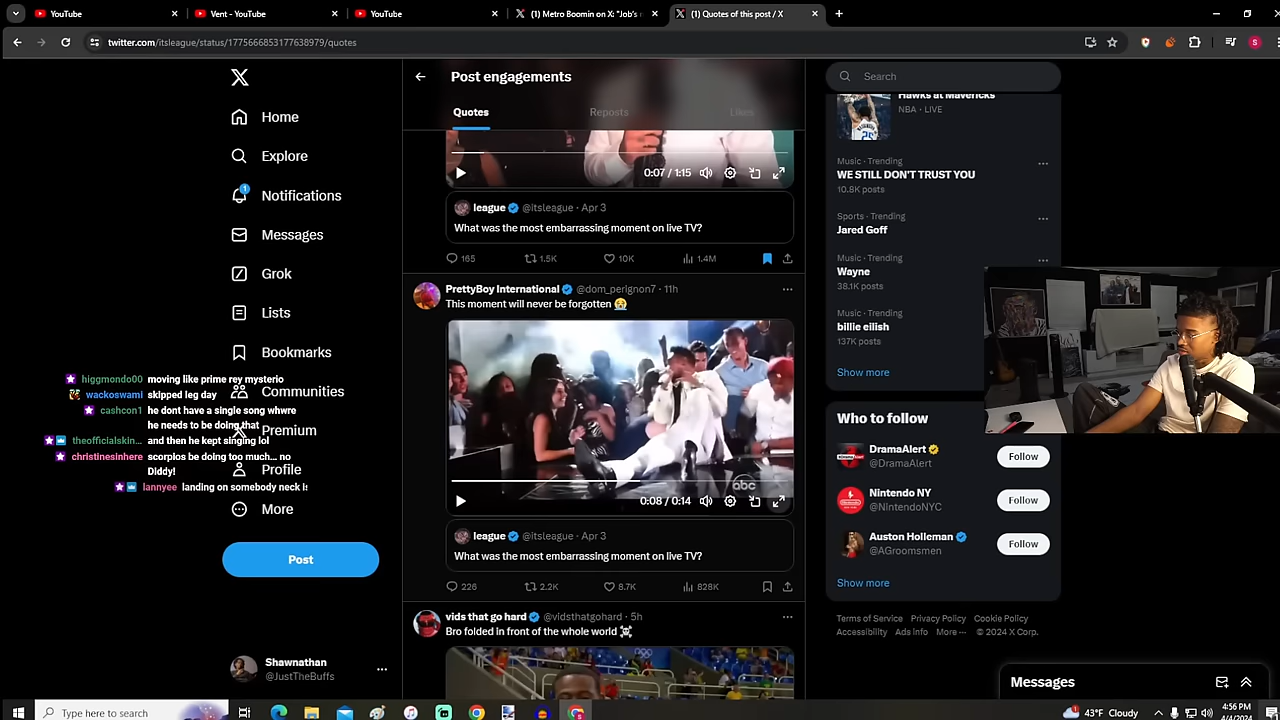 YouTube
Vent - YouTube
YouTube
(1) Metro Boomin on X: "Job's
(1) Quotes of this post / X
twitter.com/itsleague/status/1775666853177638979/quotes
S
X
Home
Explore
1
Notifications
Messages
Grok
Lists
Bookmarks
Communities
Premium
Profile
More
Post
Shawnathan
@JustTheBuffs
higgmondo00 moving like prime rey mysterio
wackoswami skipped leg day
cashcon1 he dont have a single song whwre
he needs to be doing that
theofficialskin... and then he kept singing lol
christinesinhere scorpios be doing too much... no
Diddy!
lannyee landing on somebody neck is
Post engagements
Quotes Reposts Likes
0:07 / 1:15
league @itsleague · Apr 3
What was the most embarrassing moment on live TV?
165 1.5K 10K 1.4M
PrettyBoy International @dom_perignon7 · 11h
This moment will never be forgotten 😭
abc
0:08 / 0:14
league @itsleague · Apr 3
What was the most embarrassing moment on live TV?
226 2.2K 8.7K 828K
vids that go hard @vidsthatgohard · 5h
Bro folded in front of the whole world ☠️
Search
Hawks at Mavericks
NBA · LIVE
Music · Trending
WE STILL DON'T TRUST YOU
10.8K posts
Sports · Trending
Jared Goff
Music · Trending
Wayne
38.1K posts
Music · Trending
billie eilish
137K posts
Show more
Who to follow
DramaAlert
@DramaAlert
Follow
Nintendo NY
@NIntendoNYC
Follow
Auston Holleman
@AGroomsmen
Follow
Show more
Terms of Service Privacy Policy Cookie Policy
Accessibility Ads info More ··· © 2024 X Corp.
Messages
Type here to search
43°F Cloudy
4:56 PM
4/4/2024